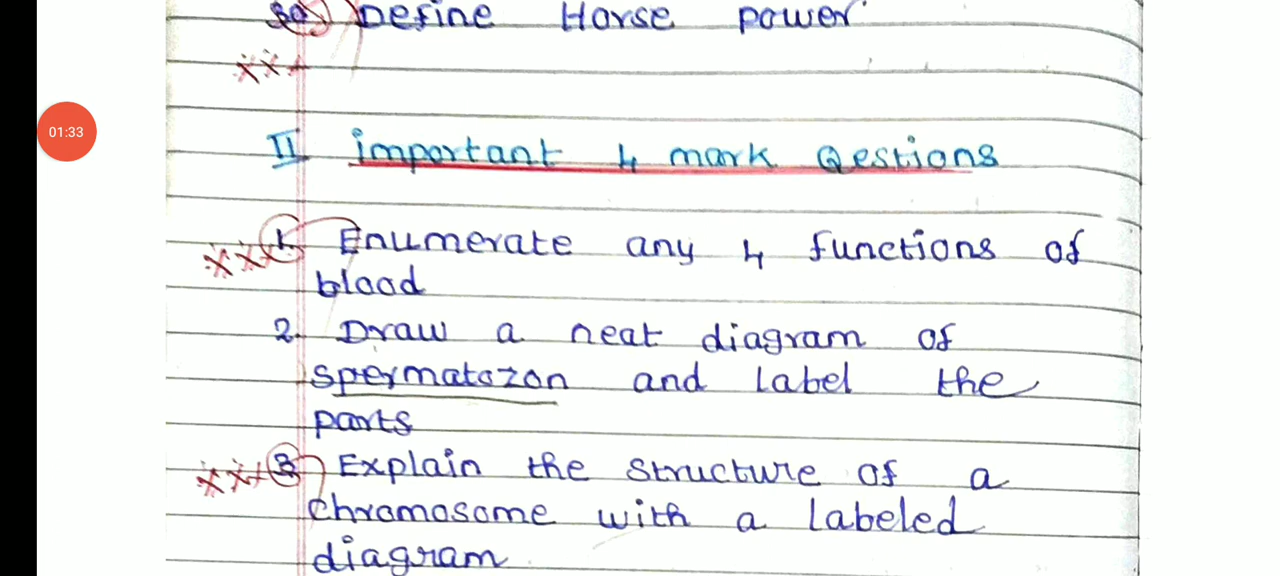 30) Define Horse power
01:33
II important 4 mark Qestions
1. Enumerate any 4 functions of
blood
2. Draw a neat diagram of
spermatozon and label the
parts
3 Explain the structure of a
chromosome with a labeled
diagram